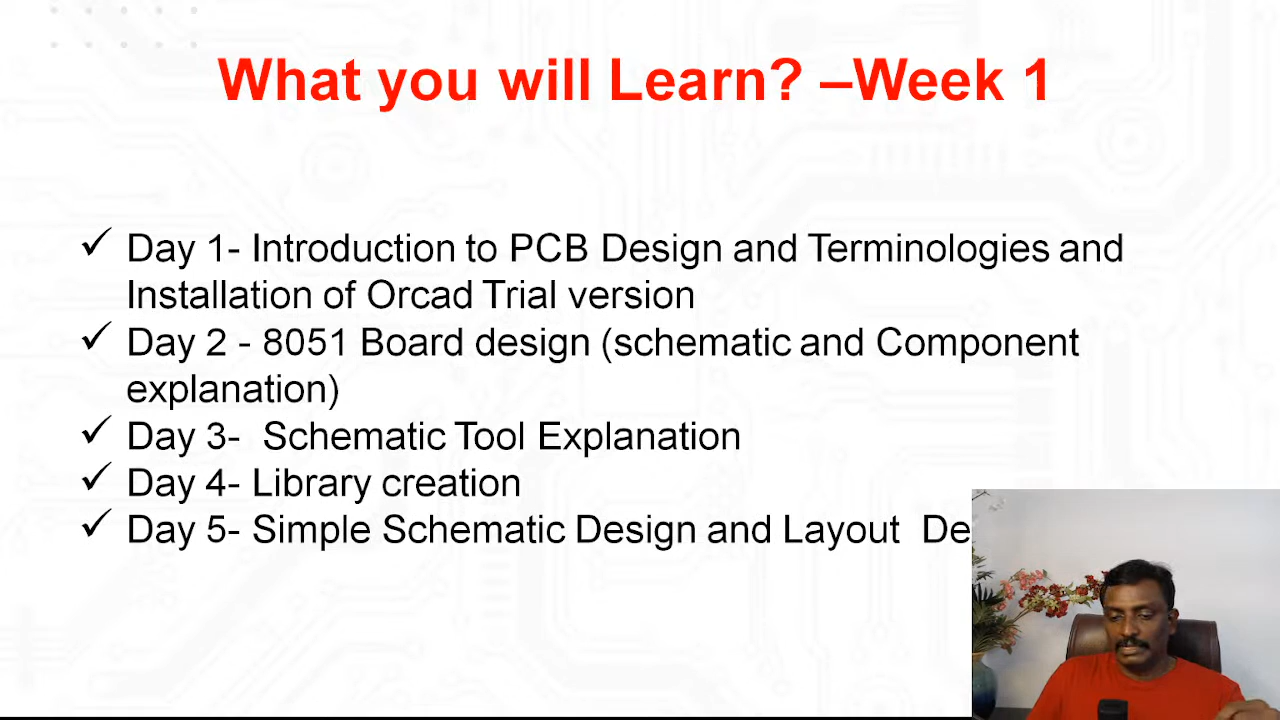 What you will Learn? –Week 1
Day 1- Introduction to PCB Design and Terminologies and
Installation of Orcad Trial version
Day 2 - 8051 Board design (schematic and Component
explanation)
Day 3-  Schematic Tool Explanation
Day 4- Library creation
Day 5- Simple Schematic Design and Layout